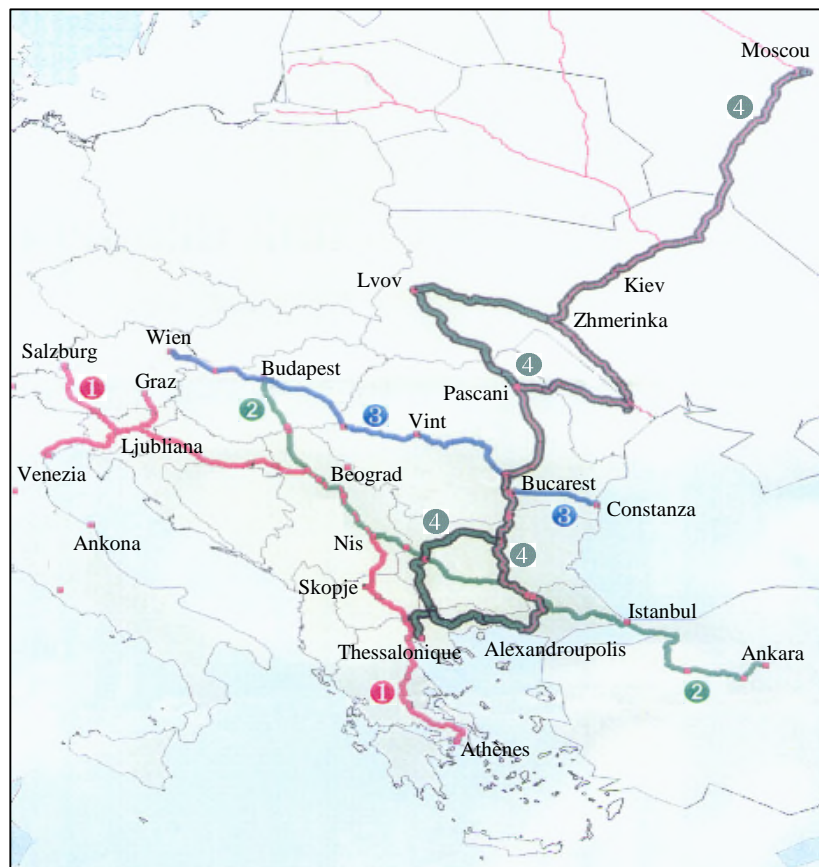 Moscou
4
Lvov
Kiev
Zhmerinka
Wien
Salzburg
Budapest
1
Graz
4
Pascani
2
3
Vint
Ljubliana
Venezia
Beograd
Bucarest
Constanza
3
4
Ankona
Nis
4
Skopje
Istanbul
Thessalonique
Alexandroupolis
Ankara
1
2
Athènes